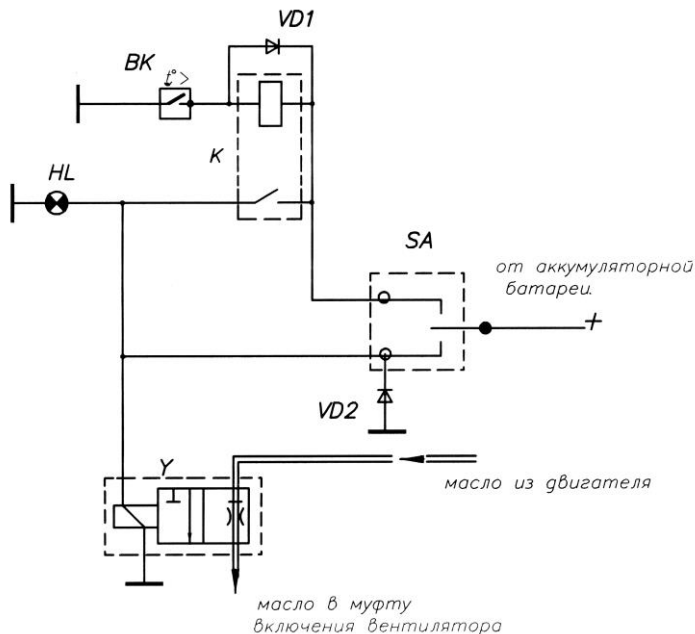 VD1
BK
t°>
K
HL
SA
от аккумуляторной
батареи.
+
VD2
Y
масло из двигателя
масло в муфту
включения вентилятора